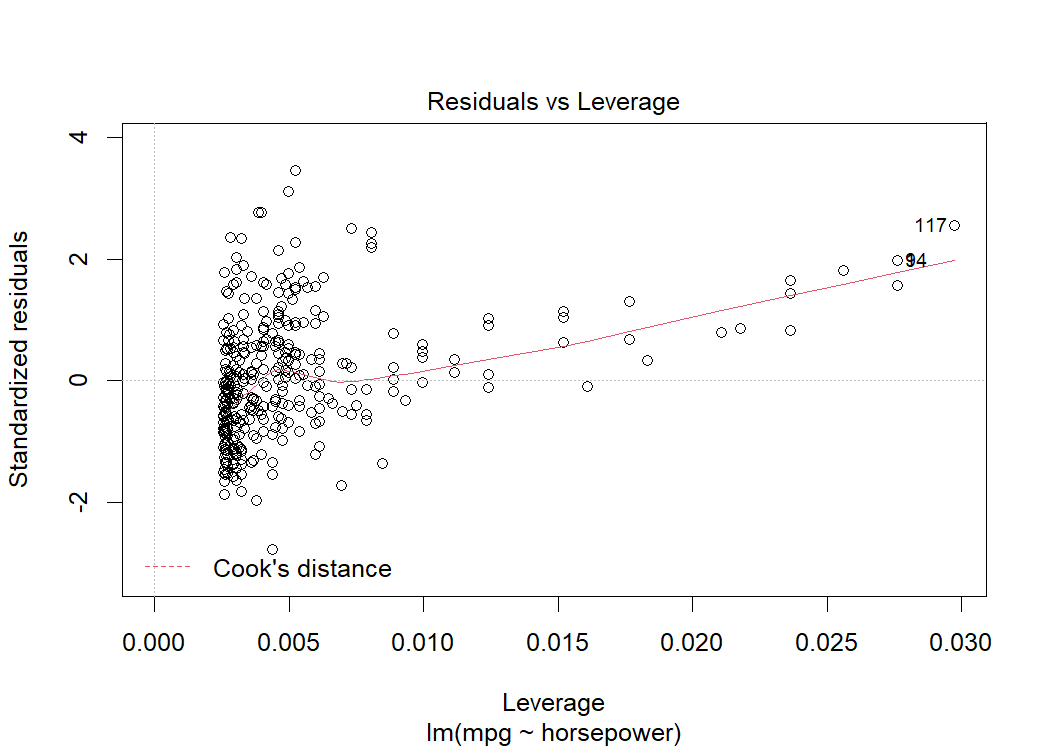 Residuals vs Leverage
Standardized residuals
4
2
0
-2
117
94
Cook's distance
0.000 0.005 0.010 0.015 0.020 0.025 0.030
Leverage
lm(mpg ~ horsepower)